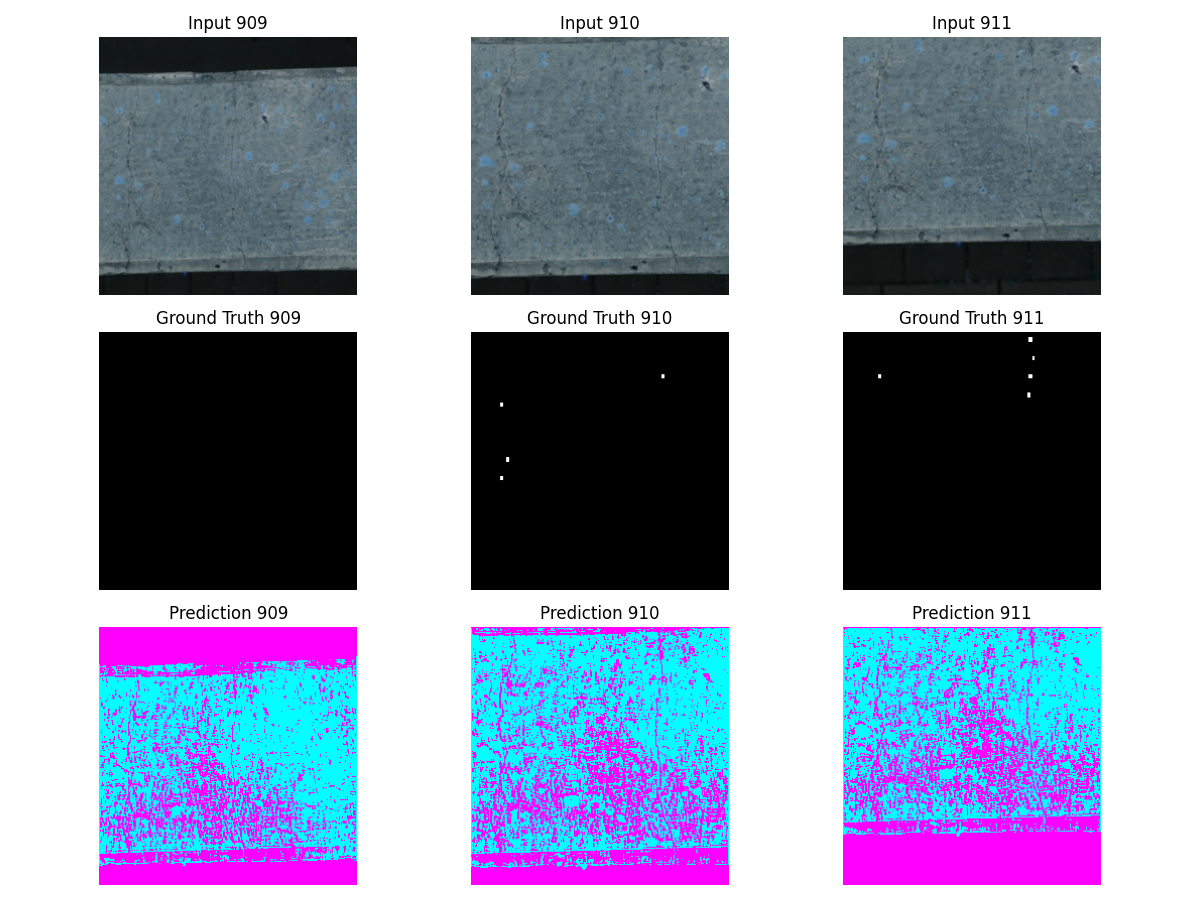 Input 909
Input 910
Input 911
Ground Truth 909
Ground Truth 910
Ground Truth 911
Prediction 909
Prediction 910
Prediction 911